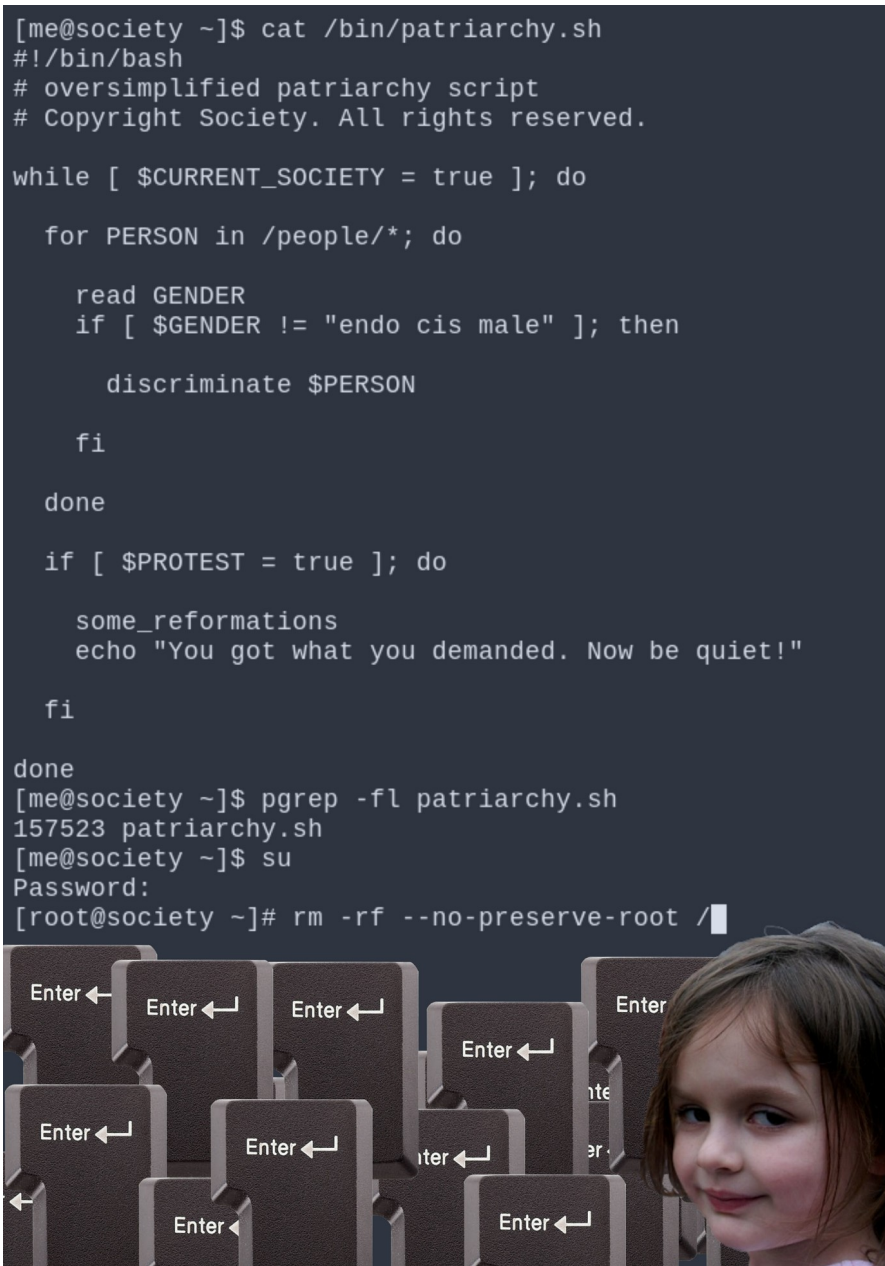 [me@society ~]$ cat /bin/patriarchy.sh
#!/bin/bash
# oversimplified patriarchy script
# Copyright Society. All rights reserved.
while [ $CURRENT_SOCIETY = true ]; do
for PERSON in /people/*; do
read GENDER
if [ $GENDER != "endo cis male" ]; then
discriminate $PERSON
fi
done
if [ $PROTEST = true ]; do
some_reformations
echo "You got what you demanded. Now be quiet!"
fi
done
[me@society ~]$ pgrep -fl patriarchy.sh
157523 patriarchy.sh
[me@society ~]$ su
Password:
[root@society ~]# rm -rf --no-preserve-root /
Enter
Enter
Enter
Enter
Enter
nte
Enter
Enter
nter
er
Enter
Enter